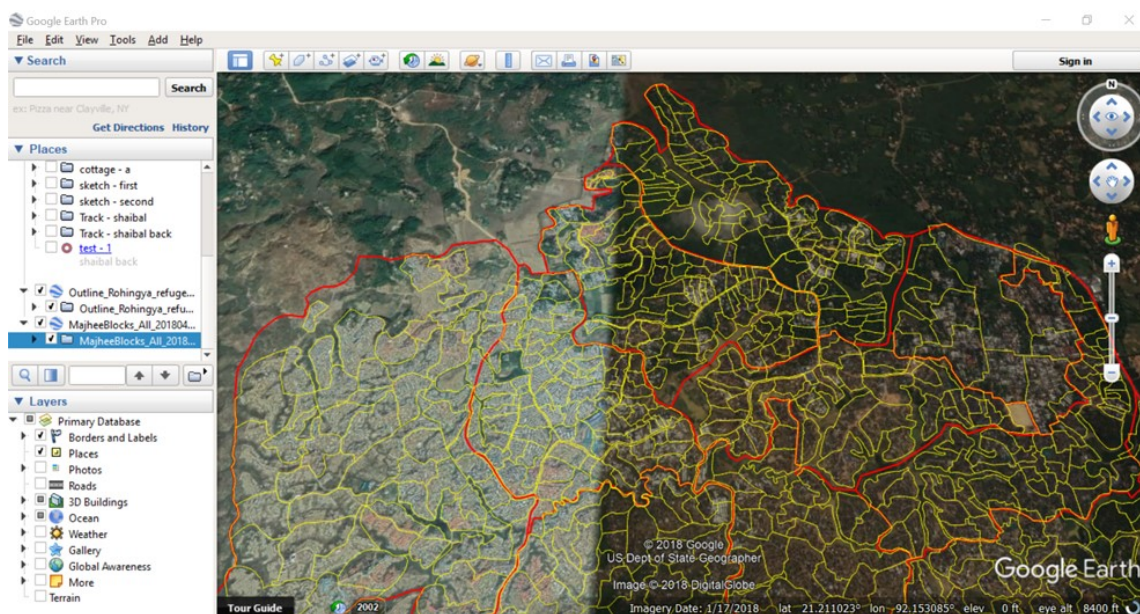 Google Earth Pro
File Edit View Tools Add Help
Search
Sign in
Search
ex: Pizza near Clayville, NY
Get Directions History
Places
cottage - a
sketch - first
sketch - second
Track - shaibal
Track - shaibal back
test - 1
shaibal back
Outline_Rohingya_refuge...
Outline_Rohingya_refu...
MajheeBlocks_All_201804...
MajheeBlocks_All_2018...
Layers
Primary Database
Borders and Labels
Places
Photos
Roads
3D Buildings
Ocean
Weather
Gallery
Global Awareness
More
Terrain
N
© 2018 Google
US Dept of State Geographer
Image © 2018 DigitalGlobe
Google Earth
Tour Guide 2002 Imagery Date: 1/17/2018 lat 21.211023° lon 92.153085° elev 0 ft eye alt 8400 ft